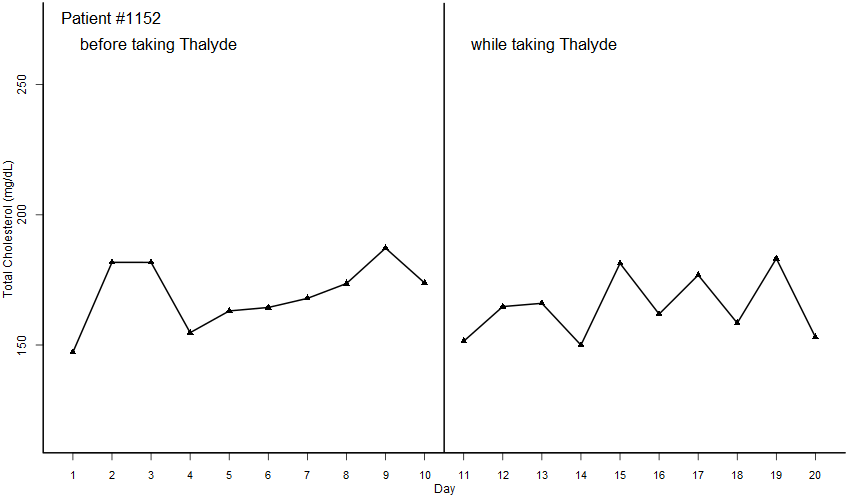 Patient #1152
before taking Thalyde
while taking Thalyde
Total Cholesterol (mg/dL)
250
200
150
1 2 3 4 5 6 7 8 9 10 11 12 13 14 15 16 17 18 19 20
Day